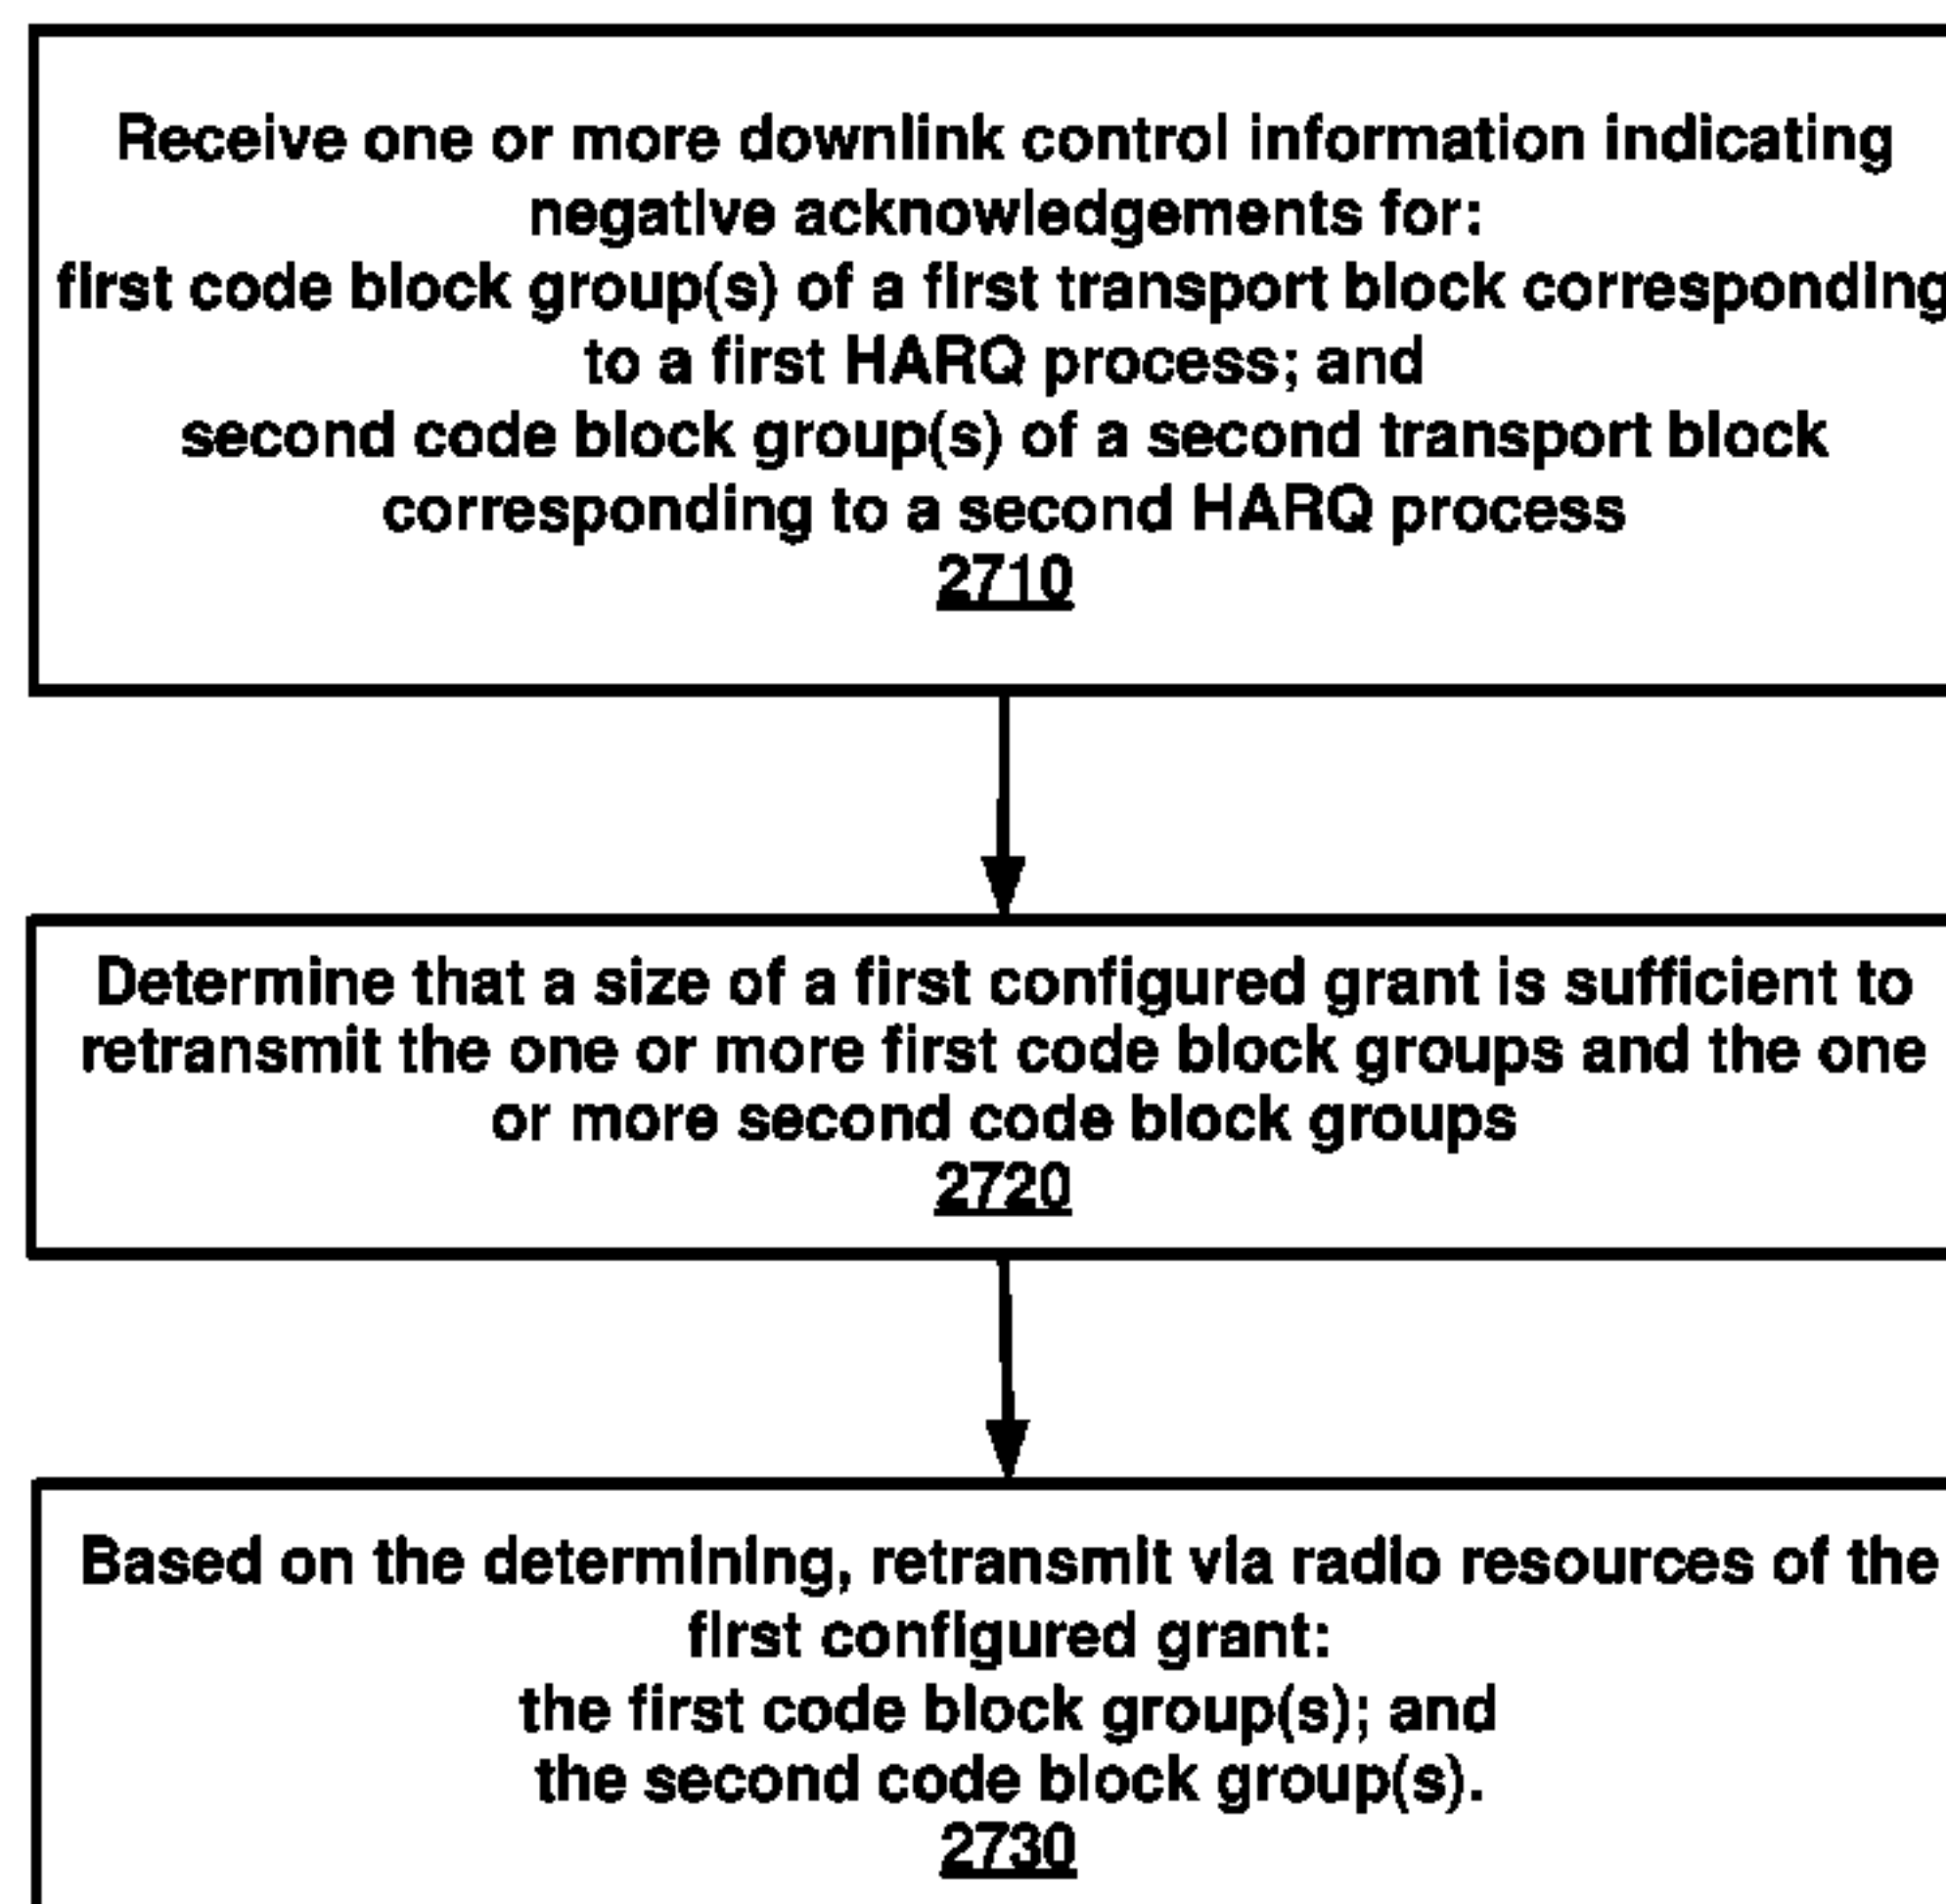 Receive one or more downlink control information indicating
negative acknowledgements for:
first code block group(s) of a first transport block corresponding
to a first HARQ process; and
second code block group(s) of a second transport block
corresponding to a second HARQ process
2710
Determine that a size of a first configured grant is sufficient to
retransmit the one or more first code block groups and the one
or more second code block groups
2720
Based on the determining, retransmit via radio resources of the
first configured grant:
the first code block group(s); and
the second code block group(s).
2730